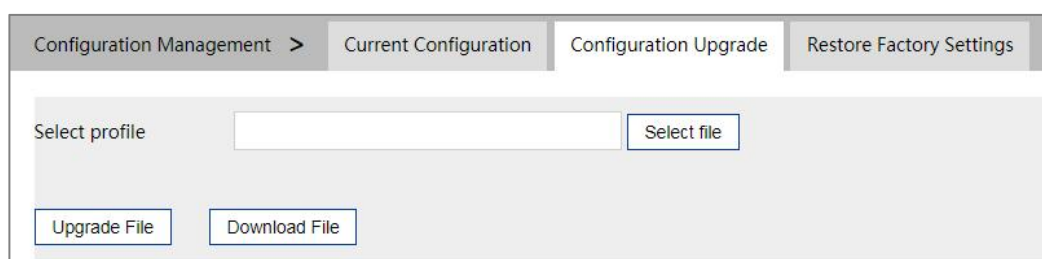 Configuration Management > Current Configuration Configuration Upgrade Restore Factory Settings
Select profile Select file
Upgrade File Download File